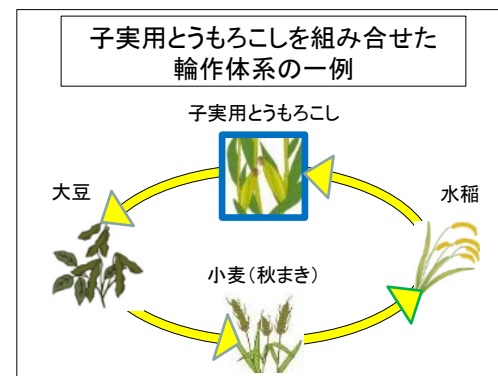 子実用とうもろこしを組み合せた
輪作体系の一例
子実用とうもろこし
大豆
水稲
小麦(秋まき)